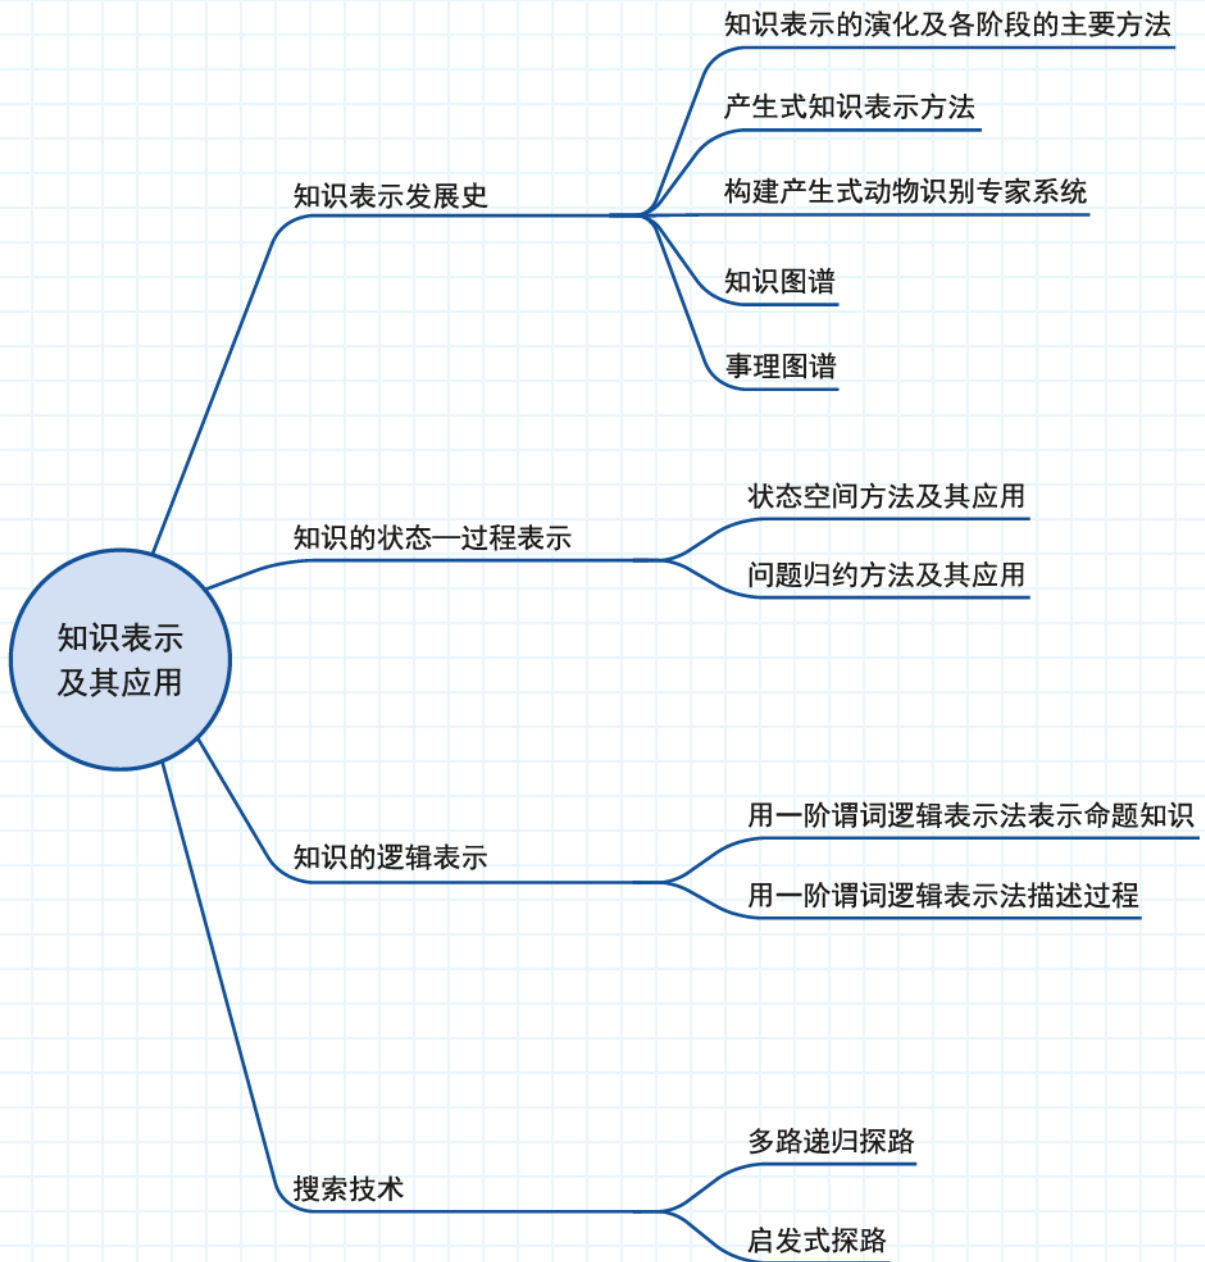 知识表示的演化及各阶段的主要方法
产生式知识表示方法
构建产生式动物识别专家系统
知识表示发展史
知识图谱
事理图谱
状态空间方法及其应用
知识的状态—过程表示
问题归约方法及其应用
知识表示
及其应用
用一阶谓词逻辑表示法表示命题知识
知识的逻辑表示
用一阶谓词逻辑表示法描述过程
多路递归探路
搜索技术
启发式探路